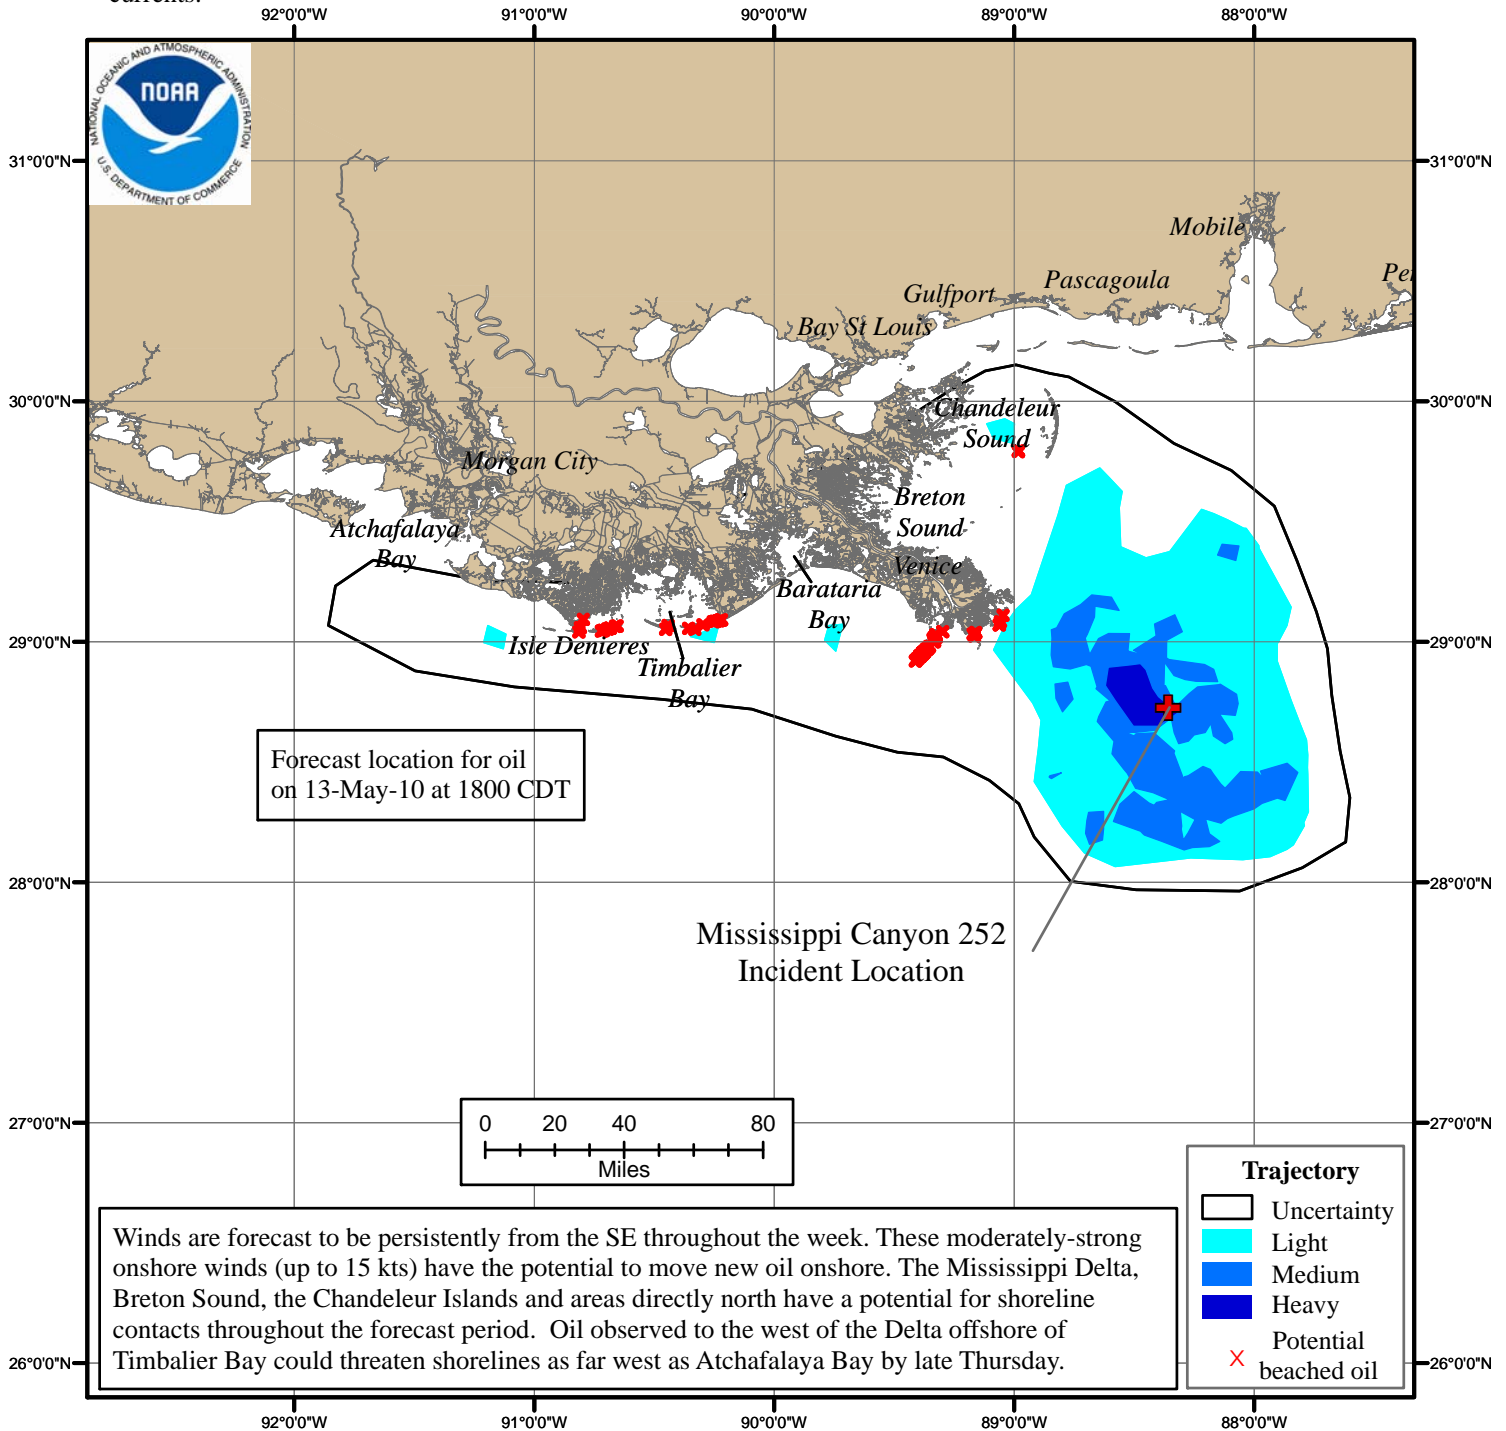 currents.
92°0'0"W 91°0'0"W 90°0'0"W 89°0'0"W 88°0'0"W
NATIONAL OCEANIC AND ATMOSPHERIC ADMINISTRATION
NOAA
U.S. DEPARTMENT OF COMMERCE
31°0'0"N 31°0'0"N
Mobile
Pascagoula
Pen
Gulfport
Bay St Louis
30°0'0"N 30°0'0"N
Chandeleur
Sound
Morgan City
Breton
Sound
Atchafalaya
Bay
Venice
Barataria
Bay
29°0'0"N 29°0'0"N
Isle Denieres
Timbalier
Bay
Forecast location for oil
on 13-May-10 at 1800 CDT
28°0'0"N 28°0'0"N
Mississippi Canyon 252
Incident Location
27°0'0"N 27°0'0"N
0 20 40 80
Miles
Trajectory
Uncertainty
Light
Medium
Heavy
X Potential
beached oil
Winds are forecast to be persistently from the SE throughout the week. These moderately-strong
onshore winds (up to 15 kts) have the potential to move new oil onshore. The Mississippi Delta,
Breton Sound, the Chandeleur Islands and areas directly north have a potential for shoreline
contacts throughout the forecast period. Oil observed to the west of the Delta offshore of
Timbalier Bay could threaten shorelines as far west as Atchafalaya Bay by late Thursday.
26°0'0"N 26°0'0"N
92°0'0"W 91°0'0"W 90°0'0"W 89°0'0"W 88°0'0"W